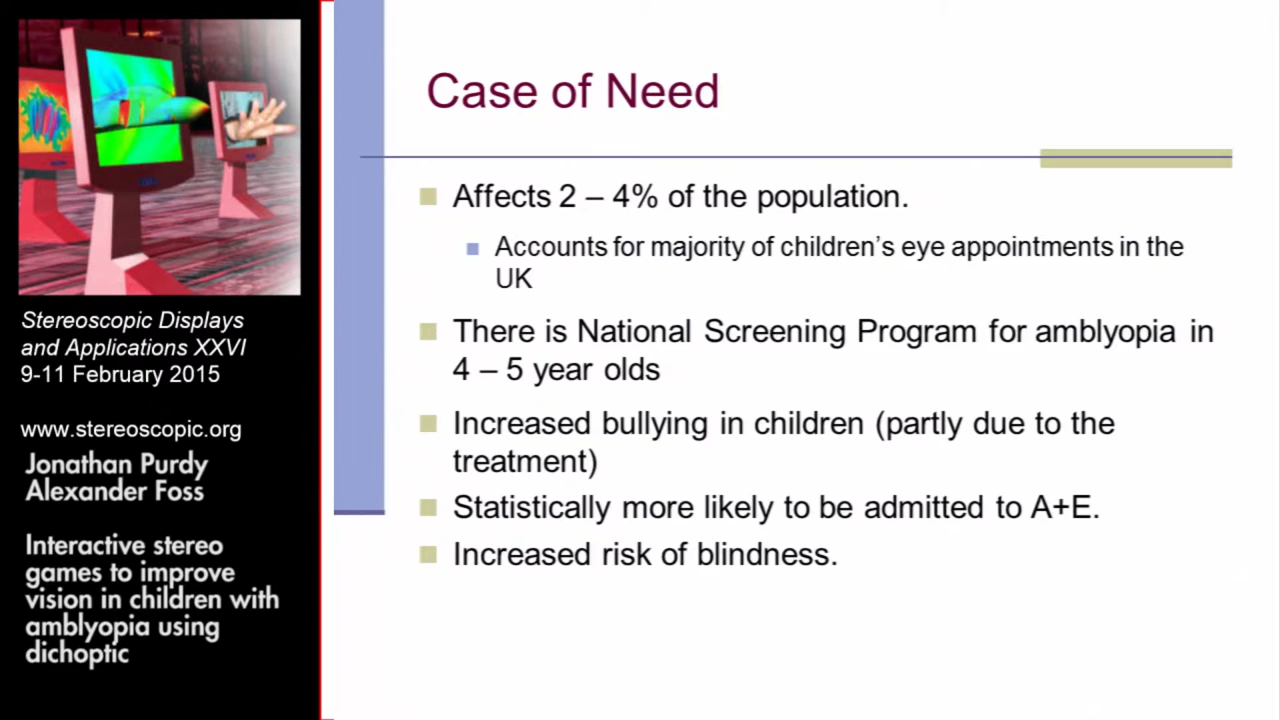 Stereoscopic Displays
and Applications XXVI
9-11 February 2015
www.stereoscopic.org
Jonathan Purdy
Alexander Foss
Interactive stereo
games to improve
vision in children with
amblyopia using
dichoptic
Case of Need
Affects 2 – 4% of the population.
Accounts for majority of children’s eye appointments in the
UK
There is National Screening Program for amblyopia in
4 – 5 year olds
Increased bullying in children (partly due to the
treatment)
Statistically more likely to be admitted to A+E.
Increased risk of blindness.